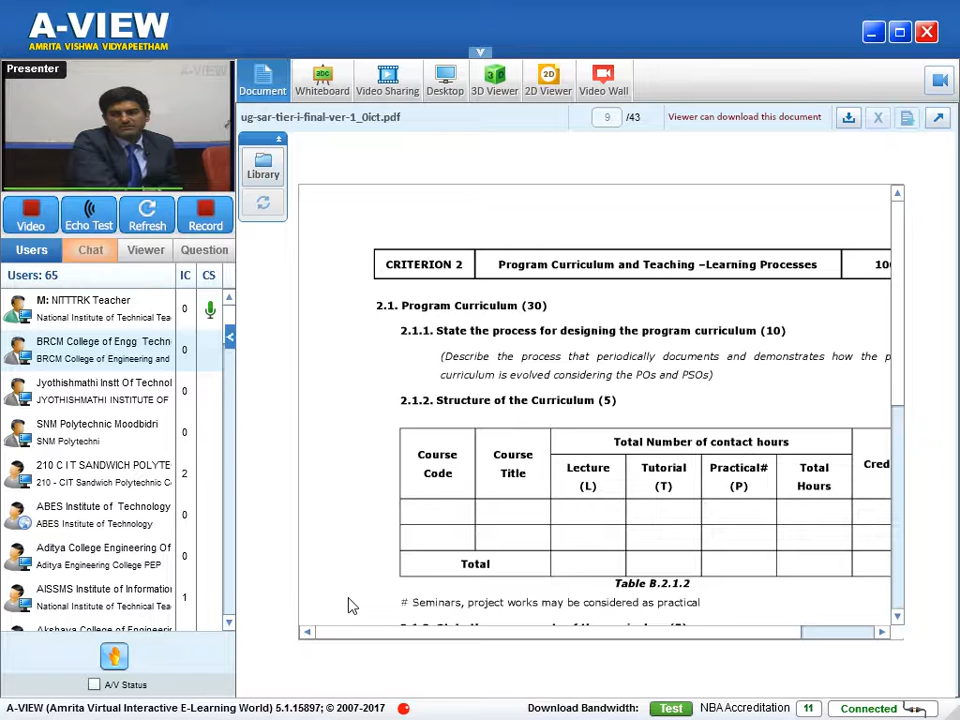 A-VIEW
AMRITA VISHWA VIDYAPEETHAM
Presenter
A-VIEW
Document
Whiteboard
Video Sharing
Desktop
3D Viewer
2D Viewer
Video Wall
ug-sar-tier-i-final-ver-1_0ict.pdf
9 /43
Viewer can download this document
Library
Video
Echo Test
Refresh
Record
Users
Chat
Viewer
Question
Users: 65 IC CS
M: NITTTRK Teacher
National Institute of Technical Tea
0
BRCM College of Engg Techn
BRCM College of Engineering and
0
Jyothishmathi Instt Of Technol
JYOTHISHMATHI INSTITUTE OF
0
SNM Polytechnic Moodbidri
SNM Polytechni
0
210 C I T SANDWICH POLYTE
210 - CIT Sandwich Polytechnic C
2
ABES Institute of Technology
ABES Institute of Technology
0
Aditya College Engineering Of
Aditya Engineering College PEP
0
AISSMS Institute of Informatior
National Institute of Technical Tea
1
Akshaya College of Engineerir
A/V Status
CRITERION 2 Program Curriculum and Teaching –Learning Processes 10
2.1. Program Curriculum (30)
2.1.1. State the process for designing the program curriculum (10)
(Describe the process that periodically documents and demonstrates how the p
curriculum is evolved considering the POs and PSOs)
2.1.2. Structure of the Curriculum (5)
Course Code
Course Title
Total Number of contact hours
Lecture (L)
Tutorial (T)
Practical# (P)
Total Hours
Cred
Total
Table B.2.1.2
# Seminars, project works may be considered as practical
A-VIEW (Amrita Virtual Interactive E-Learning World) 5.1.15897; © 2007-2017
Download Bandwidth: Test NBA Accreditation 11 Connected